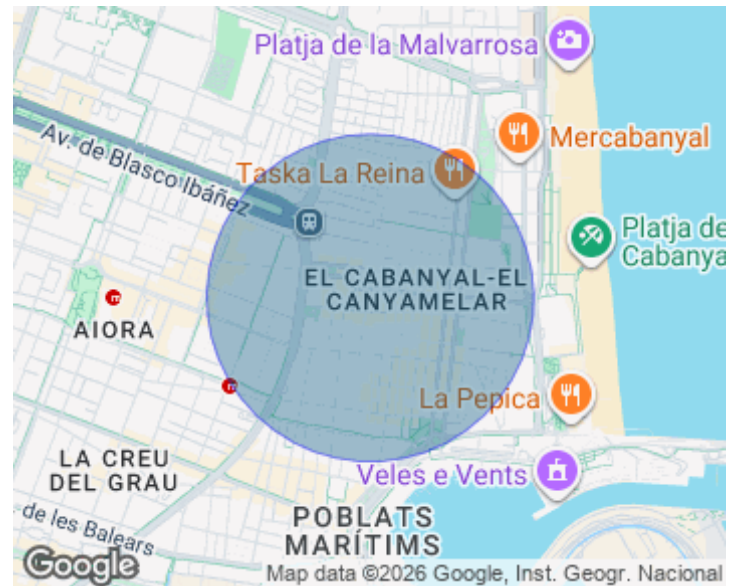 Platja de la Malvarrosa
Mercabanyal
Av. de Blasco Ibáñez
Taska La Reina
Platja de
Cabanya
EL CABANYAL-EL
CANYAMELAR
AIORA
La Pepica
LA CREU
DEL GRAU
Veles e Vents
de les Balears
POBLATS
MARÍTIMS
Google
Map data ©2026 Google, Inst. Geogr. Nacional